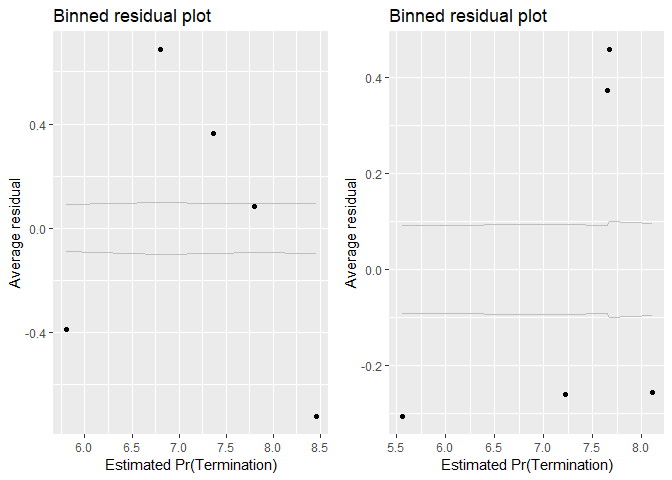 Binned residual plot
Average residual
0.4
0.0
-0.4
6.0 6.5 7.0 7.5 8.0 8.5
Estimated Pr(Termination)
Binned residual plot
Average residual
0.4
0.2
0.0
-0.2
5.5 6.0 6.5 7.0 7.5 8.0
Estimated Pr(Termination)